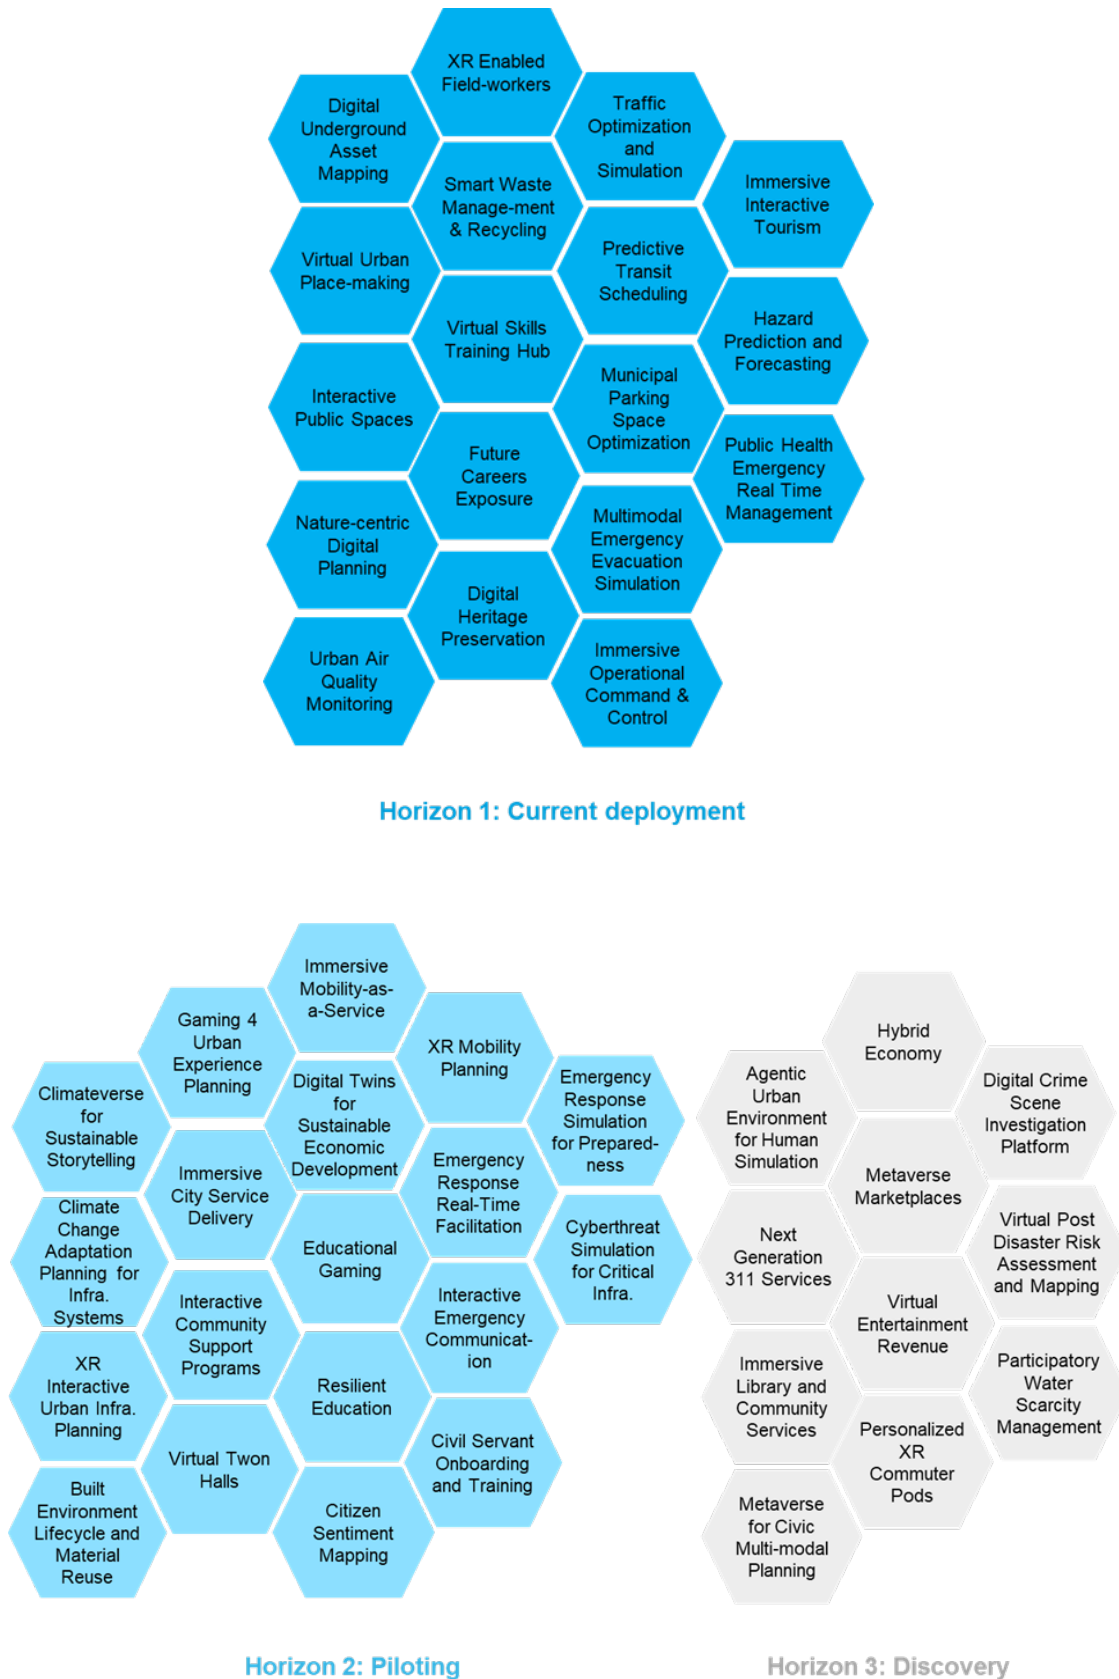 XR Enabled
Field-workers
Digital
Underground
Asset
Mapping
Traffic
Optimization
and
Simulation
Smart Waste
Manage-ment
& Recycling
Immersive
Interactive
Tourism
Virtual Urban
Place-making
Predictive
Transit
Scheduling
Virtual Skills
Training Hub
Hazard
Prediction and
Forecasting
Interactive
Public Spaces
Municipal
Parking
Space
Optimization
Future
Careers
Exposure
Public Health
Emergency
Real Time
Management
Nature-centric
Digital
Planning
Multimodal
Emergency
Evacuation
Simulation
Digital
Heritage
Preservation
Urban Air
Quality
Monitoring
Immersive
Operational
Command &
Control
Horizon 1: Current deployment
Immersive
Mobility-as-
a-Service
Gaming 4
Urban
Experience
Planning
XR Mobility
Planning
Climateverse
for
Sustainable
Storytelling
Digital Twins
for
Sustainable
Economic
Development
Emergency
Response
Simulation
for Prepared-
ness
Immersive
City Service
Delivery
Emergency
Response
Real-Time
Facilitation
Climate
Change
Adaptation
Planning for
Infra.
Systems
Educational
Gaming
Cyberthreat
Simulation
for Critical
Infra.
Interactive
Community
Support
Programs
Interactive
Emergency
Communicat-
ion
XR
Interactive
Urban Infra.
Planning
Resilient
Education
Virtual Twon
Halls
Civil Servant
Onboarding
and Training
Built
Environment
Lifecycle and
Material
Reuse
Citizen
Sentiment
Mapping
Horizon 2: Piloting
Hybrid
Economy
Agentic
Urban
Environment
for Human
Simulation
Digital Crime
Scene
Investigation
Platform
Metaverse
Marketplaces
Next
Generation
311 Services
Virtual Post
Disaster Risk
Assessment
and Mapping
Virtual
Entertainment
Revenue
Immersive
Library and
Community
Services
Participatory
Water
Scarcity
Management
Personalized
XR
Commuter
Pods
Metaverse
for Civic
Multi-modal
Planning
Horizon 3: Discovery